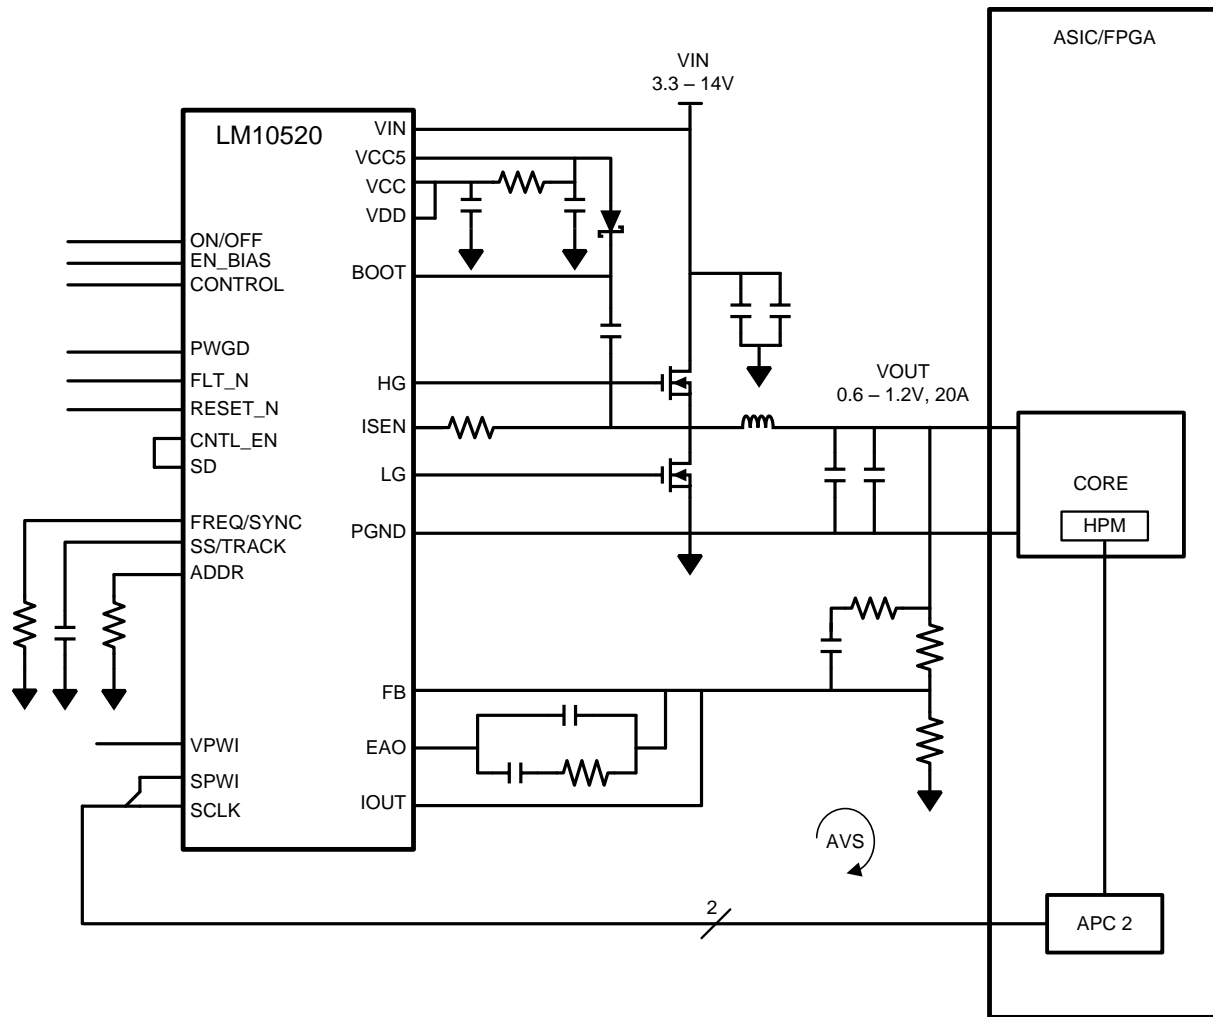 ASIC/FPGA
VIN
3.3 – 14V
LM10520
VIN
VCC5
VCC
VDD
ON/OFF
EN_BIAS
BOOT
CONTROL
PWGD
FLT_N
HG
RESET_N
ISEN
CNTL_EN
SD
LG
VOUT
0.6 – 1.2V, 20A
CORE
HPM
FREQ/SYNC
PGND
SS/TRACK
ADDR
FB
VPWI
EAO
SPWI
SCLK
IOUT
AVS
2
APC 2